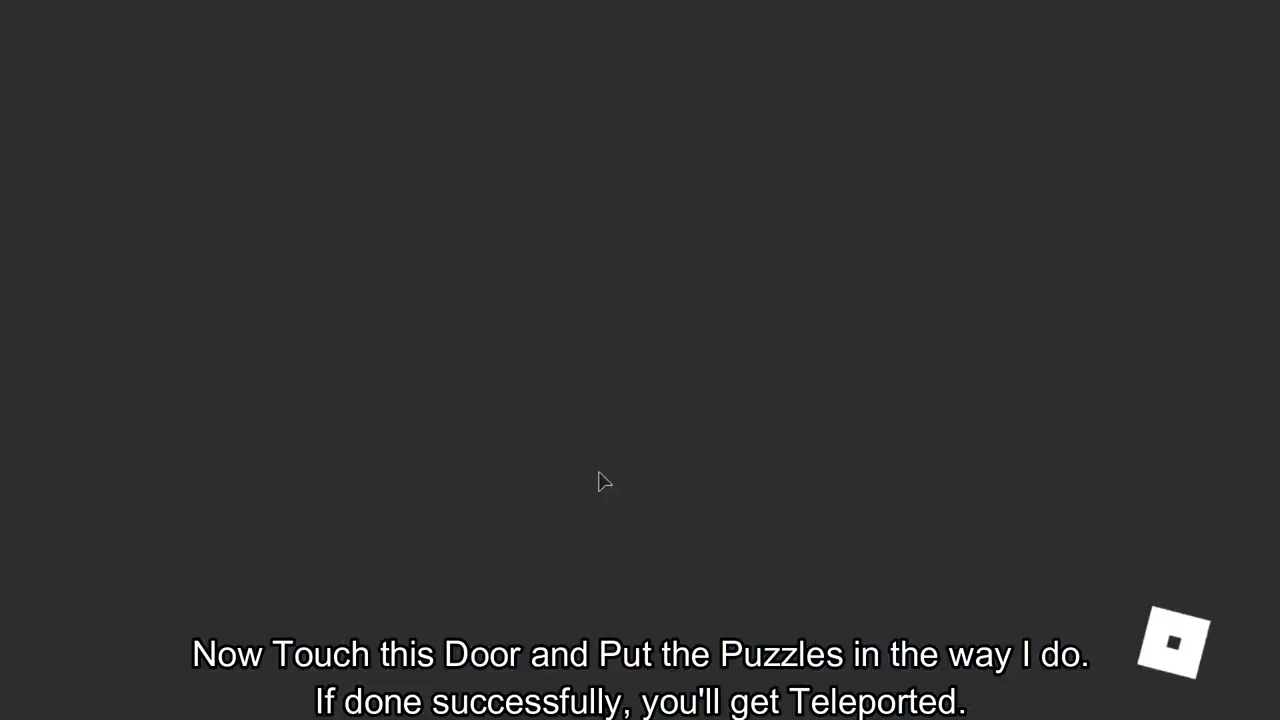 Now Touch this Door and Put the Puzzles in the way I do.
If done successfully, you'll get Teleported.